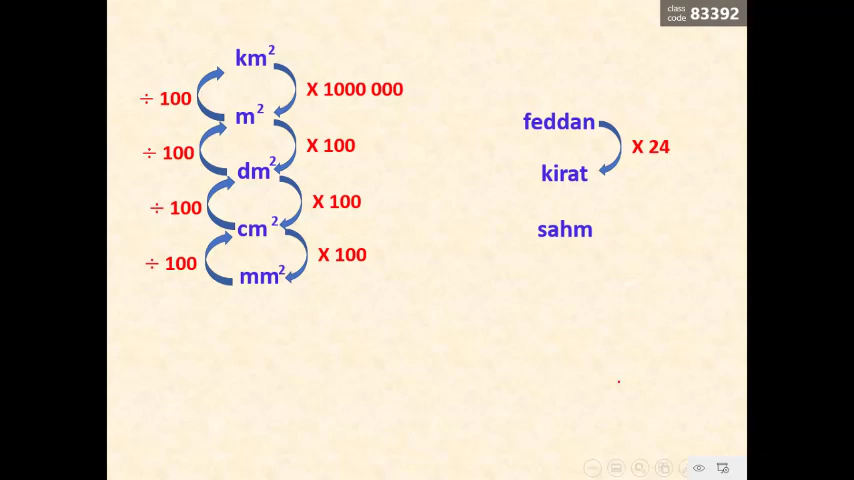 class code 83392
km²
÷ 100
X 1000 000
m²
÷ 100
X 100
dm²
÷ 100
X 100
cm²
÷ 100
X 100
mm²
feddan
X 24
kirat
sahm